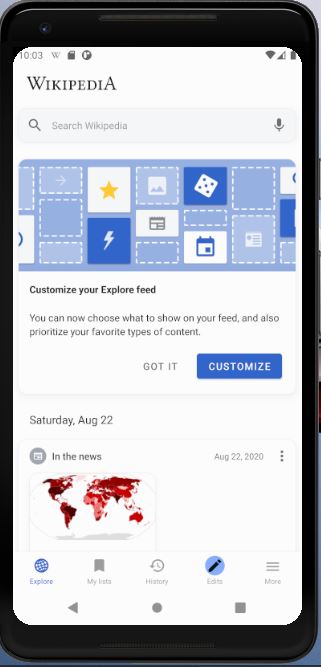 10:03 W
WIKIPEDIA
Search Wikipedia
Customize your Explore feed
You can now choose what to show on your feed, and also
prioritize your favorite types of content.
GOT IT CUSTOMIZE
Saturday, Aug 22
In the news Aug 22, 2020
Explore My lists History Edits More